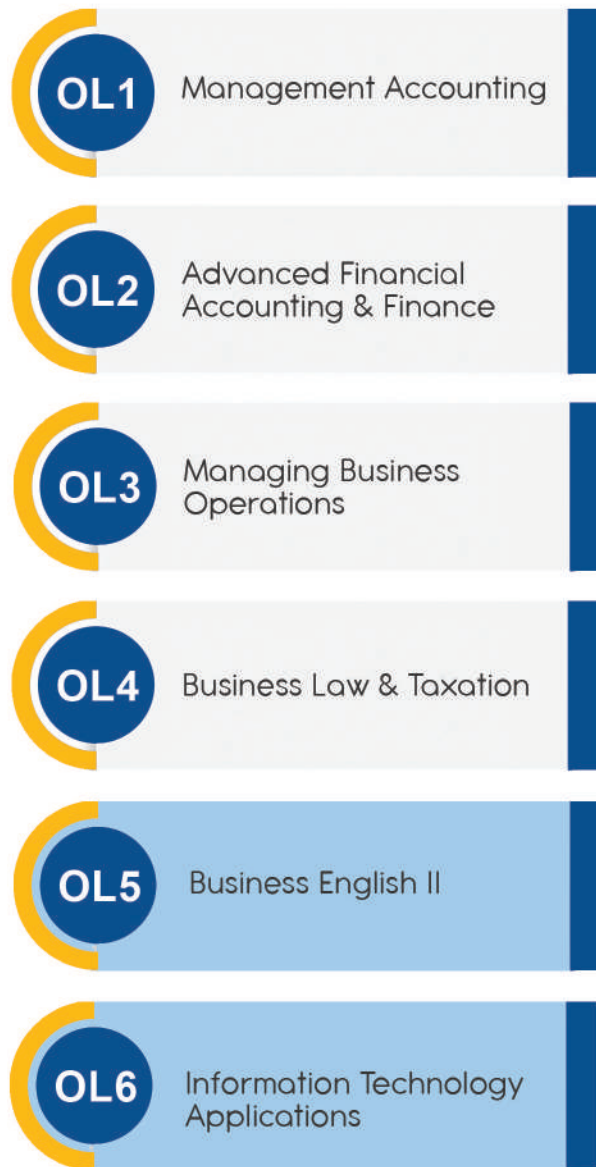 OL1
Management Accounting
OL2
Advanced Financial
Accounting & Finance
OL3
Managing Business
Operations
OL4
Business Law & Taxation
OL5
Business English II
OL6
Information Technology
Applications